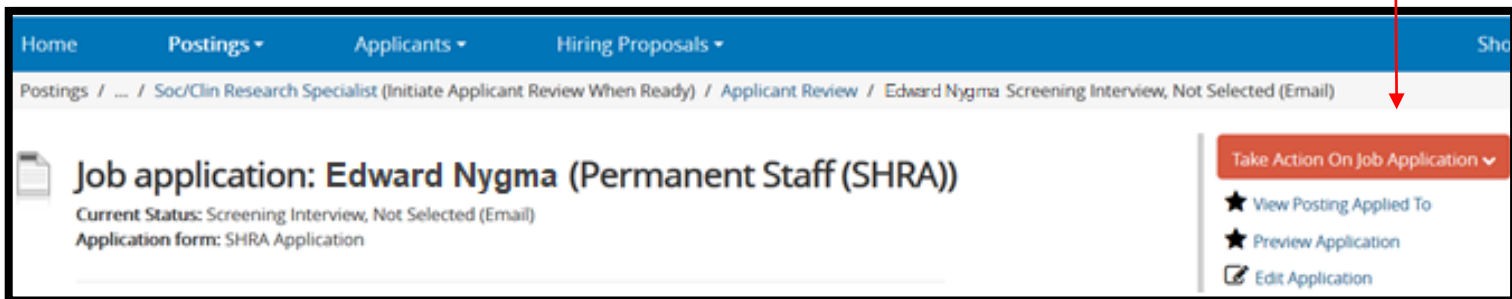 Home Postings Applicants Hiring Proposals Sho
Postings / ... / Soc/Clin Research Specialist (Initiate Applicant Review When Ready) / Applicant Review / Edward Nygma Screening Interview, Not Selected (Email)
Job application: Edward Nygma (Permanent Staff (SHRA))
Current Status: Screening Interview, Not Selected (Email)
Application form: SHRA Application
Take Action On Job Application
View Posting Applied To
Preview Application
Edit Application